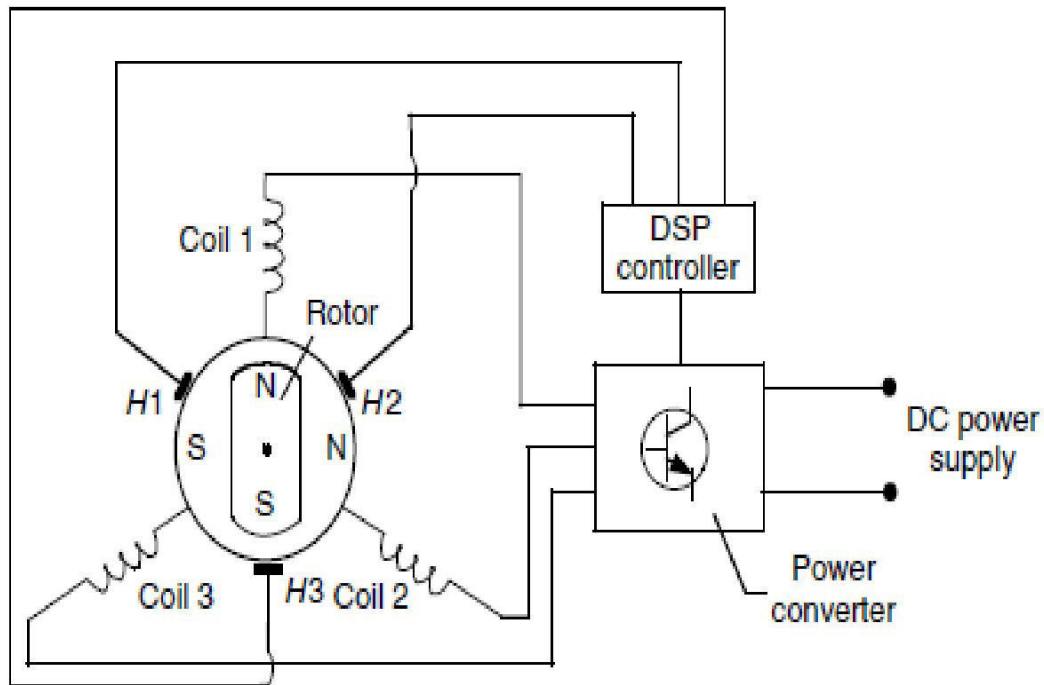 DSP
controller
Coil 1
Rotor
H1
N
H2
S
N
S
DC power
supply
Coil 3
H3
Coil 2
Power
converter